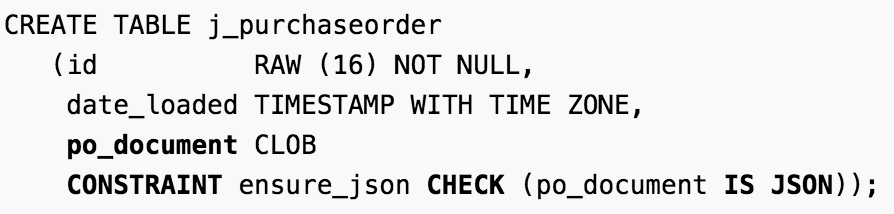 CREATE TABLE j_purchaseorder
(id RAW (16) NOT NULL,
date_loaded TIMESTAMP WITH TIME ZONE,
po_document CLOB
CONSTRAINT ensure_json CHECK (po_document IS JSON));